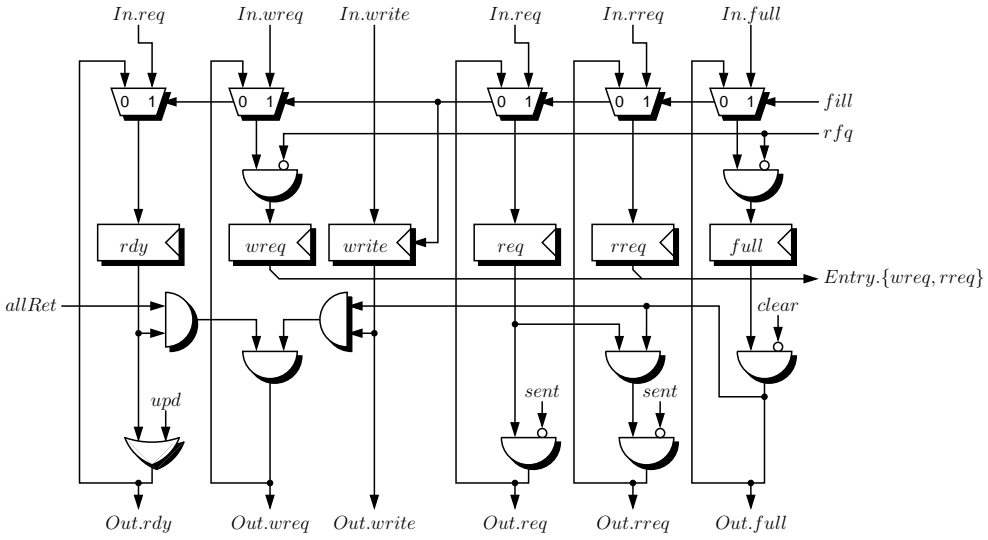 In.req In.wreq In.write In.req In.rreq In.full
0 1 0 1 0 1 0 1 0 1 fill
rfq
rdy wreq write req rreq full
Entry.{wreq, rreq}
allRet clear
upd sent sent
Out.rdy Out.wreq Out.write Out.req Out.rreq Out.full